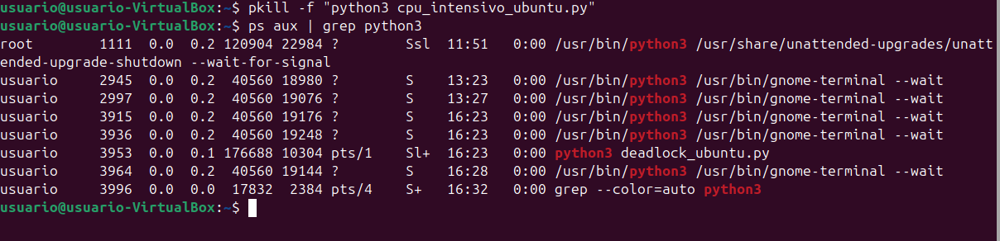 usuario@usuario-VirtualBox:~$ pkill -f "python3 cpu_intensivo_ubuntu.py"
usuario@usuario-VirtualBox:~$ ps aux | grep python3
root        1111  0.0  0.2 120904 22984 ?        Ssl  11:51   0:00 /usr/bin/python3 /usr/share/unattended-upgrades/unatt
ended-upgrade-shutdown --wait-for-signal
usuario     2945  0.0  0.2  40560 18980 ?        S    13:23   0:00 /usr/bin/python3 /usr/bin/gnome-terminal --wait
usuario     2997  0.0  0.2  40560 19076 ?        S    13:27   0:00 /usr/bin/python3 /usr/bin/gnome-terminal --wait
usuario     3915  0.0  0.2  40560 19176 ?        S    16:23   0:00 /usr/bin/python3 /usr/bin/gnome-terminal --wait
usuario     3936  0.0  0.2  40560 19248 ?        S    16:23   0:00 /usr/bin/python3 /usr/bin/gnome-terminal --wait
usuario     3953  0.0  0.1 176688 10304 pts/1    Sl+  16:23   0:00 python3 deadlock_ubuntu.py
usuario     3964  0.0  0.2  40560 19144 ?        S    16:28   0:00 /usr/bin/python3 /usr/bin/gnome-terminal --wait
usuario     3996  0.0  0.0  17832  2384 pts/4    S+   16:32   0:00 grep --color=auto python3
usuario@usuario-VirtualBox:~$